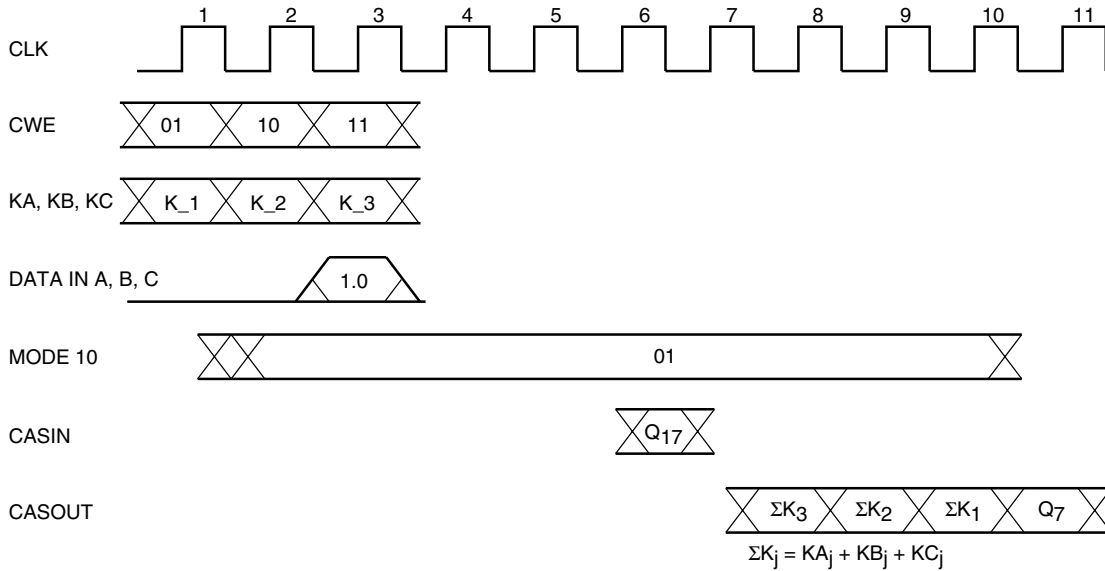 1 2 3 4 5 6 7 8 9 10 11
CLK
CWE 01 10 11
KA, KB, KC K_1 K_2 K_3
DATA IN A, B, C 1.0
MODE 10 01
CASIN Q17
CASOUT ΣK3 ΣK2 ΣK1 Q7
ΣKj = KAj + KBj + KCj